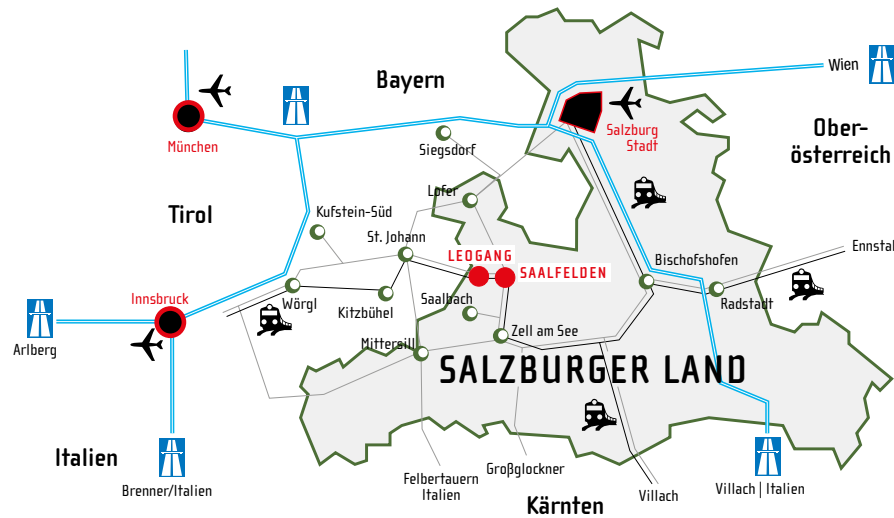 Bayern
Wien
München
Salzburg
Stadt
Ober-
österreich
Siegsdorf
Lofer
Tirol
Kufstein-Süd
St. Johann
LEOGANG
SAALFELDEN
Bischofshofen
Ennstal
Innsbruck
Wörgl
Kitzbühel
Saalbach
Radstadt
Arlberg
Mittersill
Zell am See
SALZBURGER LAND
Italien
Brenner/Italien
Felbertauern
Italien
Großglockner
Kärnten
Villach
Villach | Italien